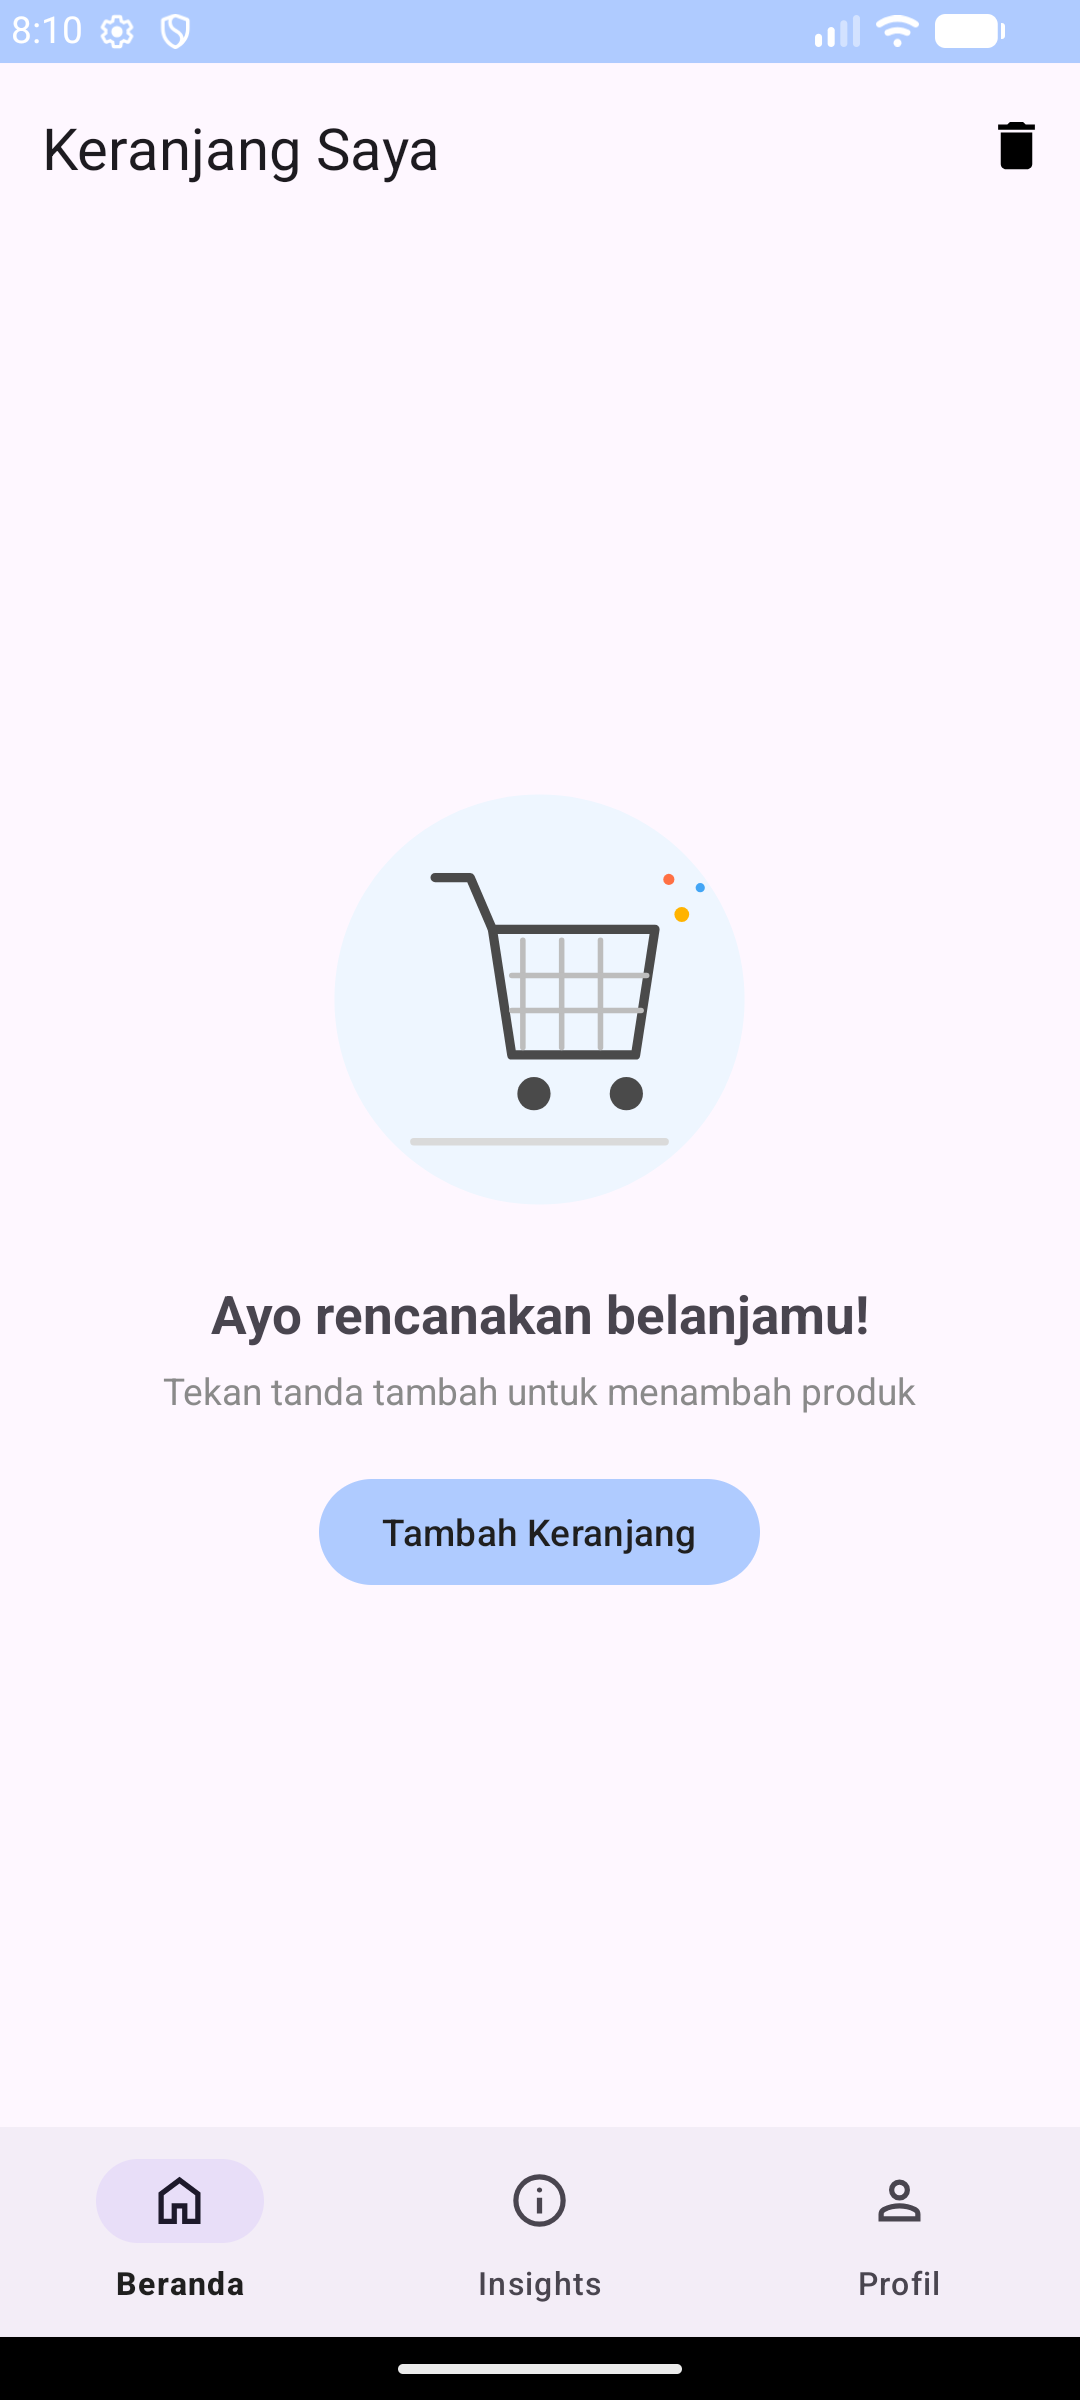 8:10
Keranjang Saya
Ayo rencanakan belanjamu!
Tekan tanda tambah untuk menambah produk
Tambah Keranjang
Beranda
Insights
Profil